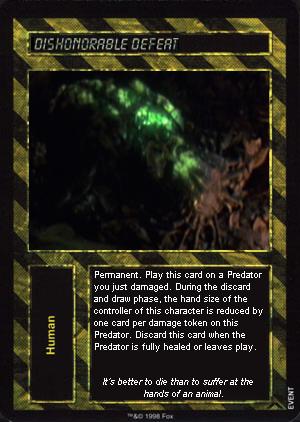 DISHONORABLE DEFEAT
Human
Permanent. Play this card on a Predator
you just damaged. During the discard
and draw phase, the hand size of the
controller of this character is reduced by
one card per damage token on this
Predator. Discard this card when the
Predator is fully healed or leaves play.
It's better to die than to suffer at the
hands of an animal.
™&© 1998 Fox
EVENT